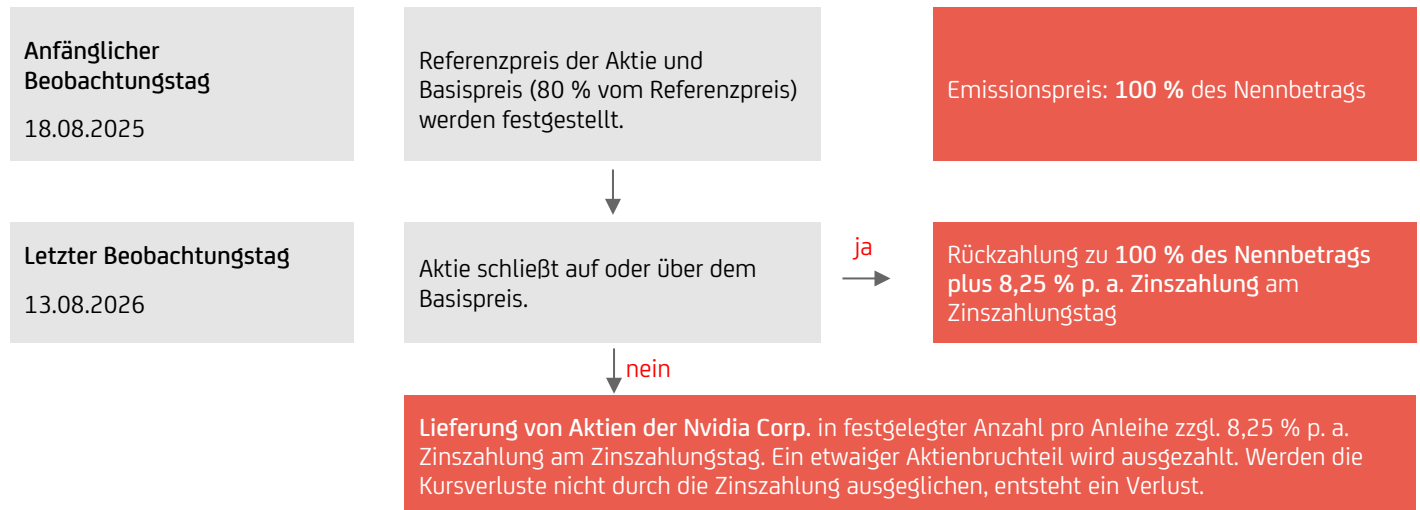 Anfänglicher
Beobachtungstag
18.08.2025
Referenzpreis der Aktie und
Basispreis (80 % vom Referenzpreis)
werden festgestellt.
Emissionspreis: 100 % des Nennbetrags
Letzter Beobachtungstag
13.08.2026
Aktie schließt auf oder über dem
Basispreis.
ja
Rückzahlung zu 100 % des Nennbetrags
plus 8,25 % p. a. Zinszahlung am
Zinszahlungstag
nein
Lieferung von Aktien der Nvidia Corp. in festgelegter Anzahl pro Anleihe zzgl. 8,25 % p. a.
Zinszahlung am Zinszahlungstag. Ein etwaiger Aktienbruchteil wird ausgezahlt. Werden die
Kursverluste nicht durch die Zinszahlung ausgeglichen, entsteht ein Verlust.